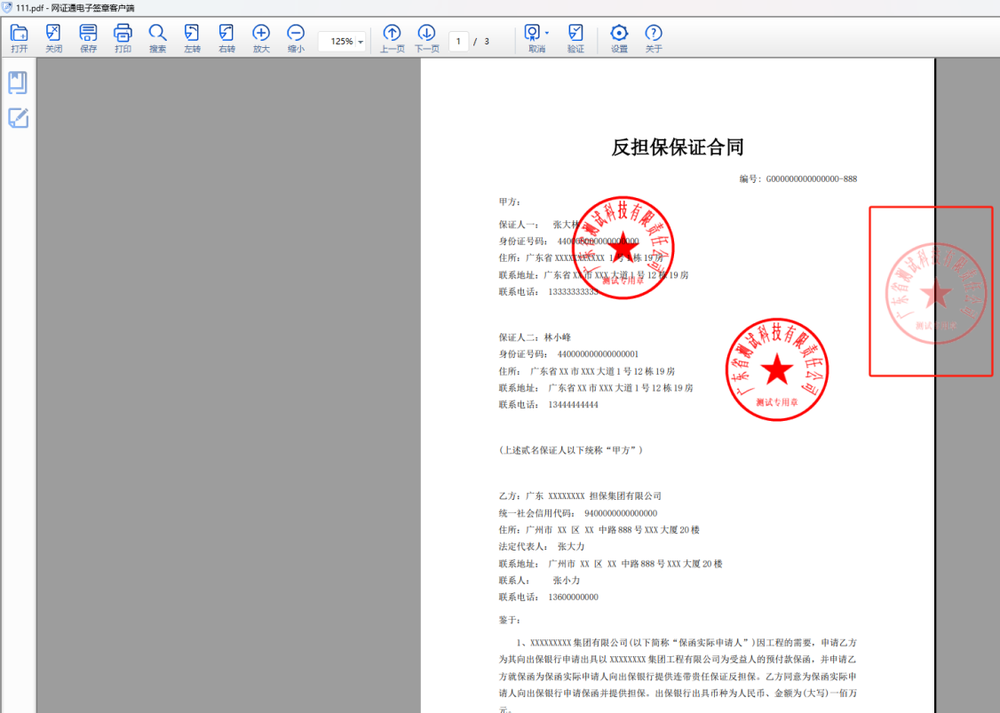 111.pdf - 网证通电子签章客户端
打开 关闭 保存 打印 搜索 左转 右转 放大 缩小 125% 上一页 下一页 1 / 3 取消 验证 设置 关于
反担保保证合同
编号: G000000000000000-888
甲方:
保证人一: 张大林
身份证号码: 44000000000000000
住所: 广东省 XXXXXXXXXX 1 号 1 栋 19 房
联系地址: 广东省 XX 市 XXX 大道 1 号 12 栋 19 房
联系电话: 13333333333
广东省测试科技有限责任公司
测试专用章
广东省测试科技有限责任公司
测试专用章
保证人二: 林小峰
身份证号码: 44000000000000001
住所: 广东省 XX 市 XXX 大道 1 号 12 栋 19 房
联系地址: 广东省 XX 市 XXX 大道 1 号 12 栋 19 房
联系电话: 13444444444
广东省测试科技有限责任公司
测试专用章
(上述贰名保证人以下统称“甲方”)
乙方: 广东 XXXXXXXX 担保集团有限公司
统一社会信用代码: 9400000000000000
住所: 广州市 XX 区 XX 中路 888 号 XXX 大厦 20 楼
法定代表人: 张大力
联系地址: 广州市 XX 区 XX 中路 888 号 XXX 大厦 20 楼
联系人: 张小力
联系电话: 13600000000
鉴于:
1、XXXXXXXXX 集团有限公司(以下简称“保函实际申请人”)因工程的需要, 申请乙方
为其向出保银行申请出具以 XXXXXXXX 集团工程有限公司为受益人的预付款保函, 并申请乙
方就保函为保函实际申请人向出保银行提供连带责任保证反担保。乙方同意为保函实际申
请人向出保银行申请保函并提供担保。出保银行出具币种为人民币、金额为(大写)一佰万
元。